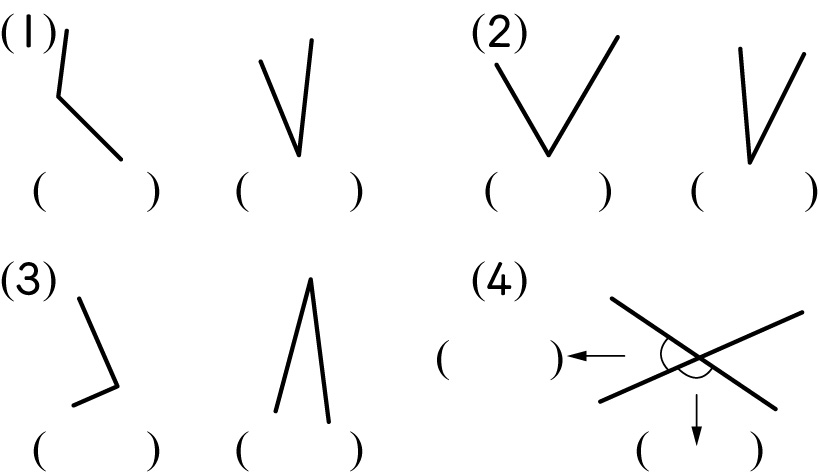 (1) (2)
( ) ( ) ( ) ( )
(3) (4)
( )
( ) ( ) ( )